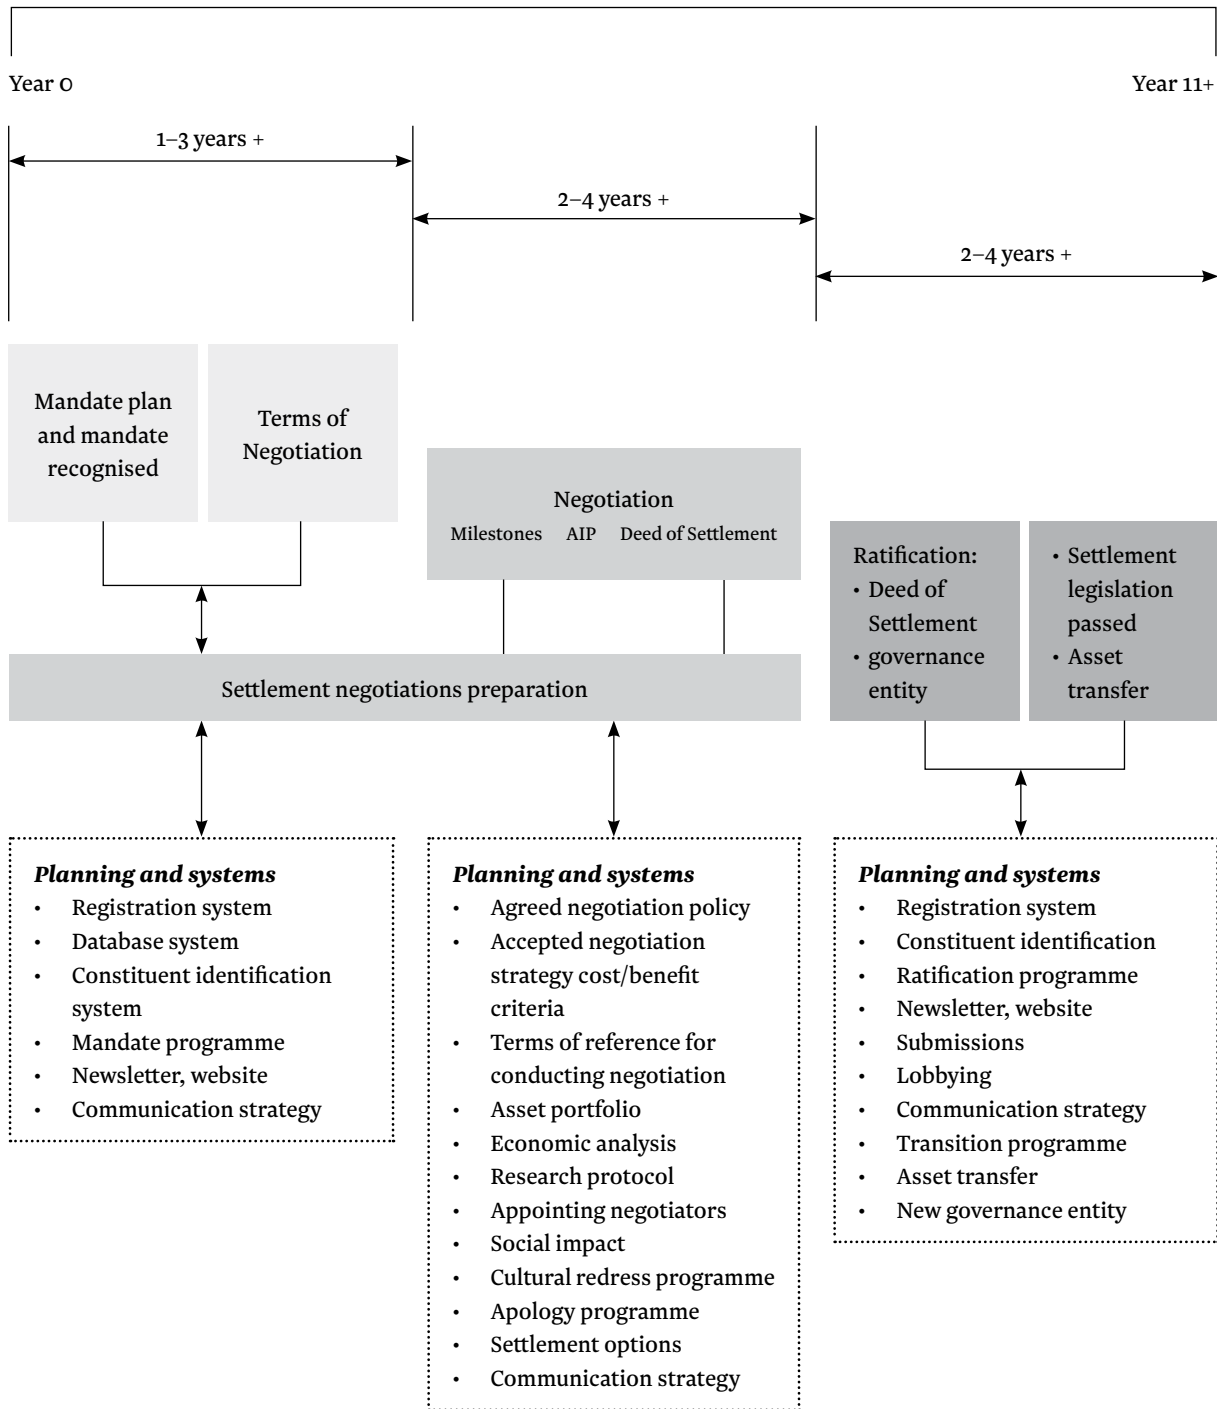 Year 0
Year 11+
1–3 years +
2–4 years +
2–4 years +
Mandate plan
and mandate
recognised
Terms of
Negotiation
Negotiation
Milestones AIP Deed of Settlement
Ratification:
• Deed of
Settlement
• governance
entity
• Settlement
legislation
passed
• Asset
transfer
Settlement negotiations preparation
Planning and systems
• Registration system
• Database system
• Constituent identification
system
• Mandate programme
• Newsletter, website
• Communication strategy
Planning and systems
• Agreed negotiation policy
• Accepted negotiation
strategy cost/benefit
criteria
• Terms of reference for
conducting negotiation
• Asset portfolio
• Economic analysis
• Research protocol
• Appointing negotiators
• Social impact
• Cultural redress programme
• Apology programme
• Settlement options
• Communication strategy
Planning and systems
• Registration system
• Constituent identification
• Ratification programme
• Newsletter, website
• Submissions
• Lobbying
• Communication strategy
• Transition programme
• Asset transfer
• New governance entity